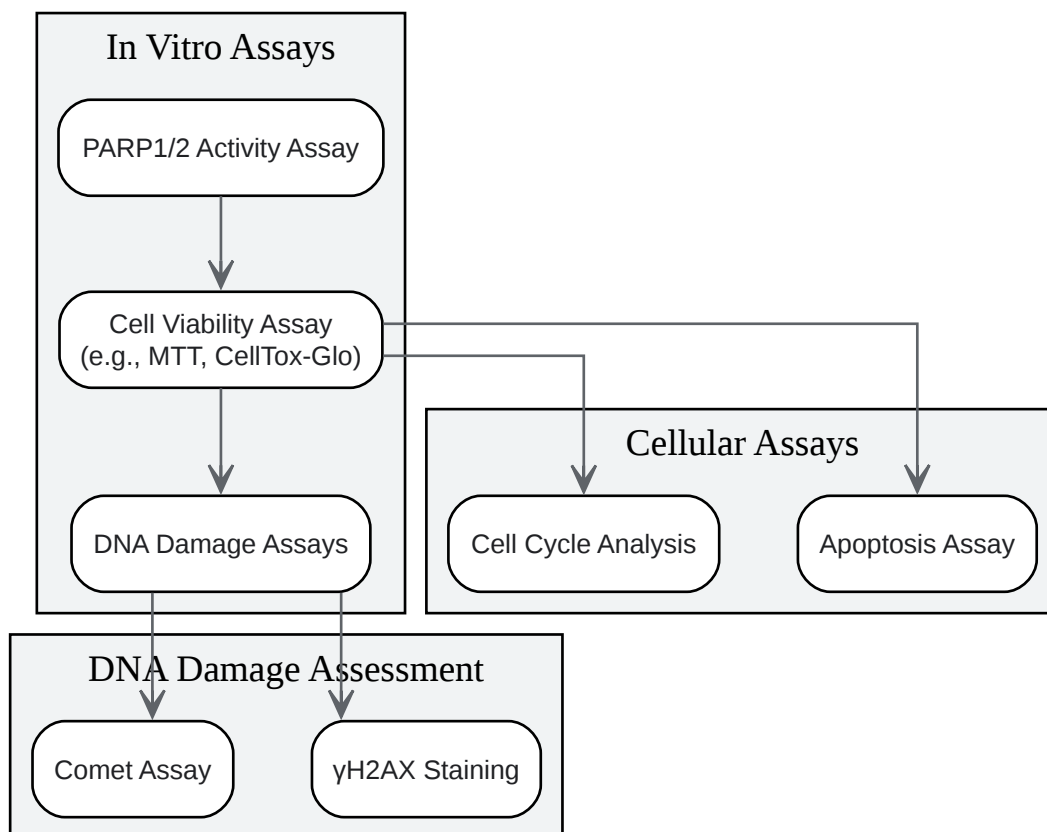 In Vitro Assays
PARP1/2 Activity Assay
Cell Viability Assay
(e.g., MTT, CellTox-Glo)
DNA Damage Assays
Cellular Assays
Cell Cycle Analysis
Apoptosis Assay
DNA Damage Assessment
Comet Assay
γH2AX Staining